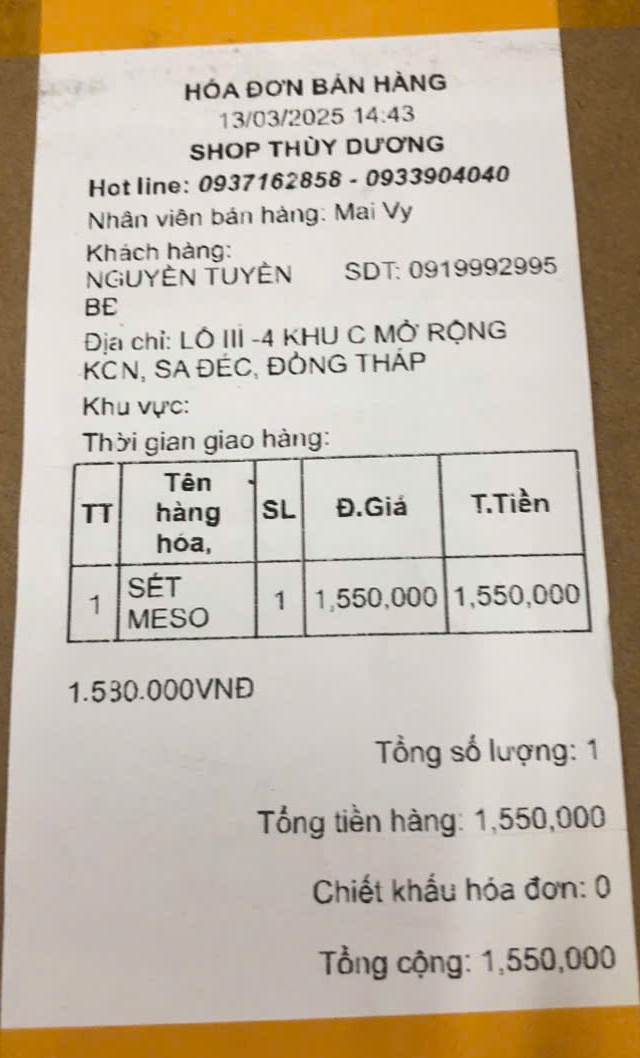 HÓA ĐƠN BÁN HÀNG
13/03/2025 14:43
SHOP THÙY DƯƠNG
Hot line: 0937162858 - 0933904040
Nhân viên bán hàng: Mai Vy
Khách hàng:
NGUYỄN TUYÊN SDT: 0919992995
BE
Địa chỉ: LÔ III -4 KHU C MỞ RỘNG
KCN, SA ĐÉC, ĐỒNG THÁP
Khu vực:
Thời gian giao hàng:
TT Tên hàng hóa, SL Đ.Giá T.Tiền
1 SÉT MESO 1 1,550,000 1,550,000
1.580.000VNĐ
Tổng số lượng: 1
Tổng tiền hàng: 1,550,000
Chiết khấu hóa đơn: 0
Tổng cộng: 1,550,000